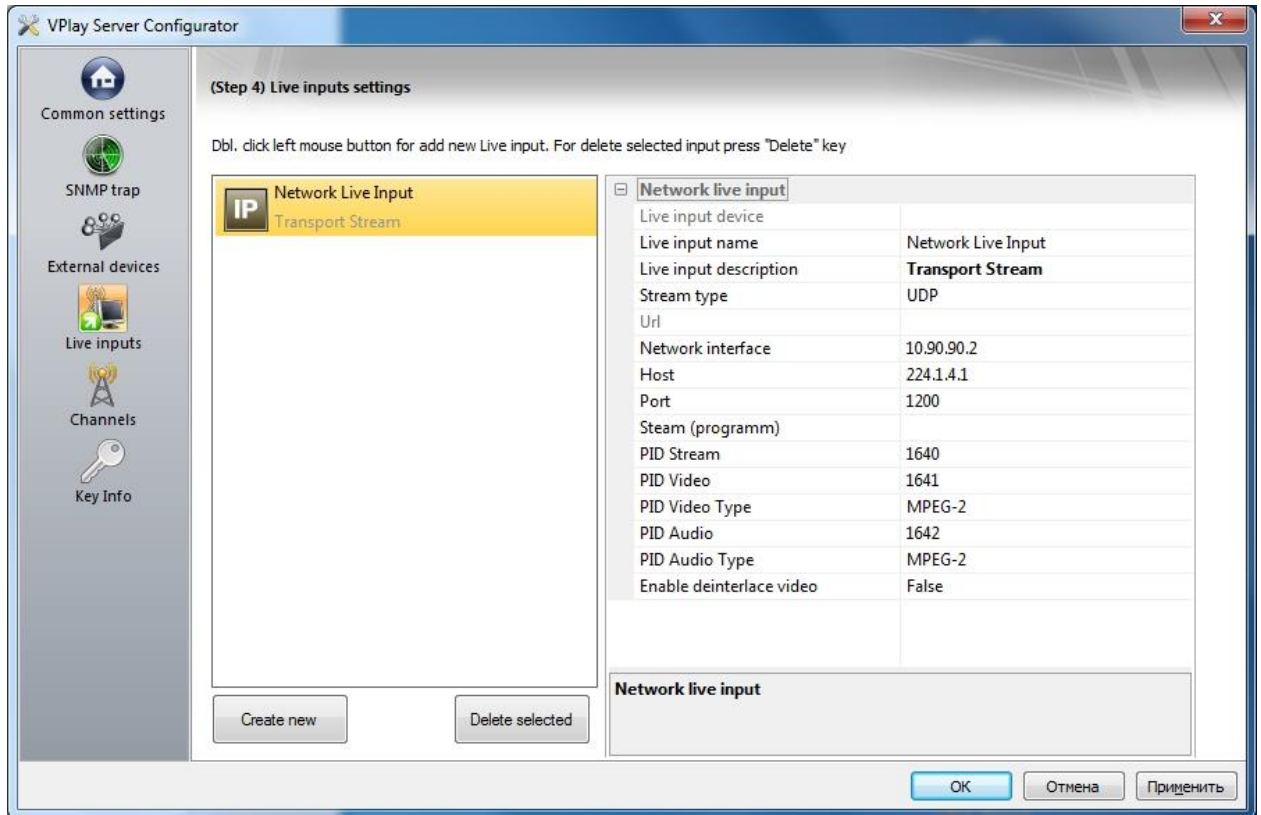 VPlay Server Configurator
Common settings
SNMP trap
External devices
Live inputs
Channels
Key Info
(Step 4) Live inputs settings
Dbl. click left mouse button for add new Live input. For delete selected input press "Delete" key
IP
Network Live Input
Transport Stream
Network live input
Live input device
Live input name Network Live Input
Live input description Transport Stream
Stream type UDP
Url
Network interface 10.90.90.2
Host 224.1.4.1
Port 1200
Steam (programm)
PID Stream 1640
PID Video 1641
PID Video Type MPEG-2
PID Audio 1642
PID Audio Type MPEG-2
Enable deinterlace video False
Network live input
Create new Delete selected
OK Отмена Применить